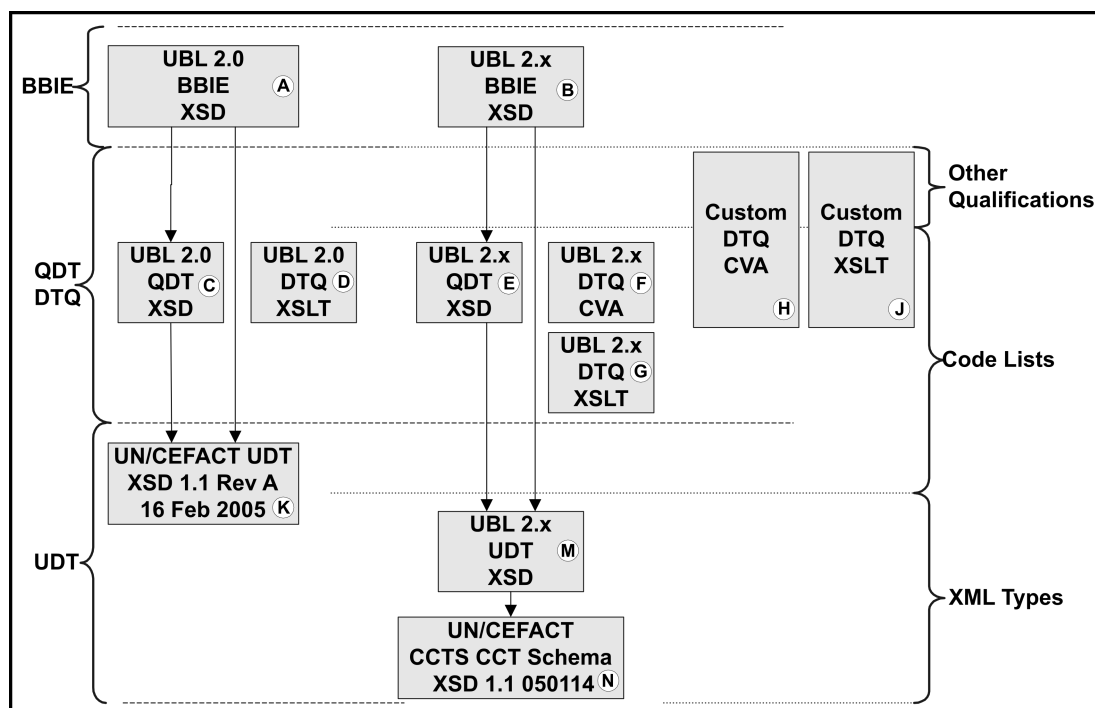 BBIE
UBL 2.0
BBIE
XSD
A
UBL 2.x
BBIE
XSD
B
Other
Qualifications
Custom
DTQ
CVA
H
Custom
DTQ
XSLT
J
QDT
DTQ
UBL 2.0
QDT
XSD
C
UBL 2.0
DTQ
XSLT
D
UBL 2.x
QDT
XSD
E
UBL 2.x
DTQ
CVA
F
UBL 2.x
DTQ
XSLT
G
Code Lists
UDT
UN/CEFACT UDT
XSD 1.1 Rev A
16 Feb 2005
K
UBL 2.x
UDT
XSD
M
UN/CEFACT
CCTS CCT Schema
XSD 1.1 050114
N
XML Types